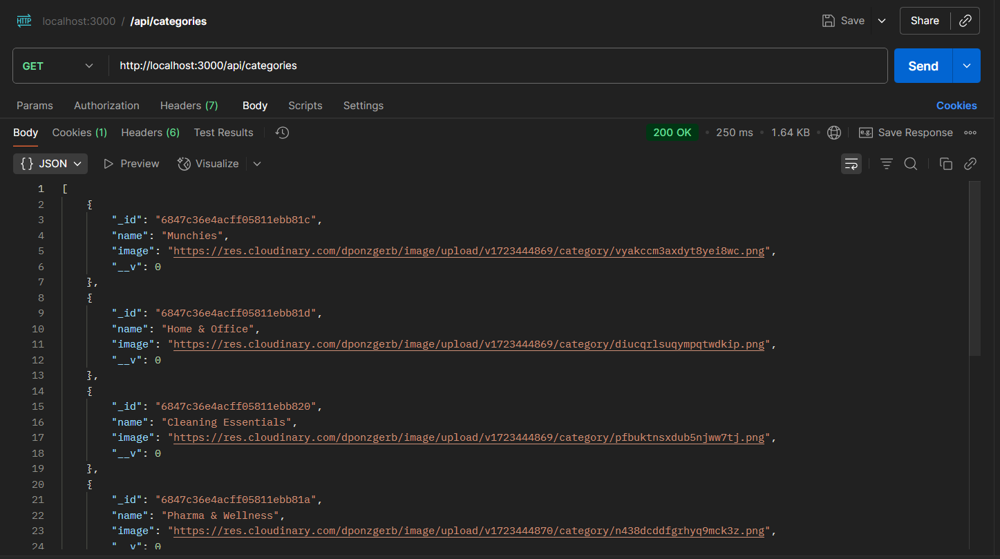 HTTP localhost:3000 / /api/categories Save Share
GET http://localhost:3000/api/categories Send
Params Authorization Headers (7) Body Scripts Settings Cookies
Body Cookies (1) Headers (6) Test Results 200 OK • 250 ms • 1.64 KB • e.g. Save Response
{} JSON Preview Visualize
1 [
2 {
3 "_id": "6847c36e4acff05811ebb81c",
4 "name": "Munchies",
5 "image": "https://res.cloudinary.com/dponzgerb/image/upload/v1723444869/category/vyakccm3axdyt8yei8wc.png",
6 "__v": 0
7 },
8 {
9 "_id": "6847c36e4acff05811ebb81d",
10 "name": "Home & Office",
11 "image": "https://res.cloudinary.com/dponzgerb/image/upload/v1723444869/category/diucqrlsuqympqtwdkip.png",
12 "__v": 0
13 },
14 {
15 "_id": "6847c36e4acff05811ebb820",
16 "name": "Cleaning Essentials",
17 "image": "https://res.cloudinary.com/dponzgerb/image/upload/v1723444869/category/pfbuktnsxdub5njww7tj.png",
18 "__v": 0
19 },
20 {
21 "_id": "6847c36e4acff05811ebb81a",
22 "name": "Pharma & Wellness",
23 "image": "https://res.cloudinary.com/dponzgerb/image/upload/v1723444870/category/n438dcddfgrhyq9mck3z.png",
24 "__v": 0